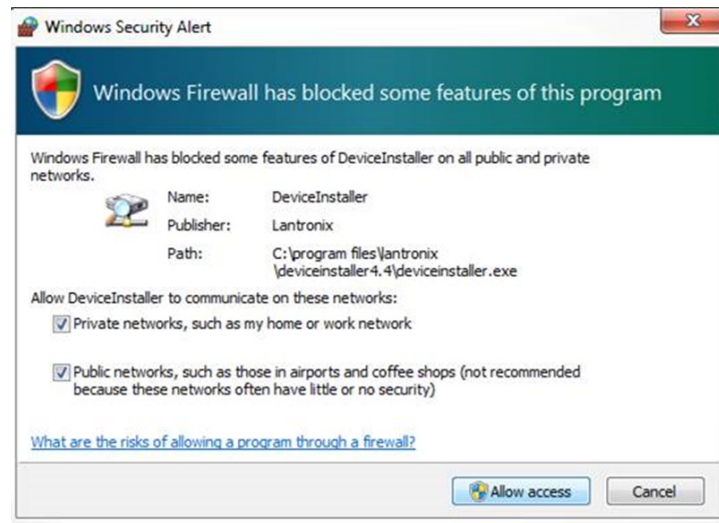 Windows Security Alert
Windows Firewall has blocked some features of this program
Windows Firewall has blocked some features of DeviceInstaller on all public and private
networks.
Name: DeviceInstaller
Publisher: Lantronix
Path: C:\program files\lantronix
\deviceinstaller4.4\deviceinstaller.exe
Allow DeviceInstaller to communicate on these networks:
Private networks, such as my home or work network
Public networks, such as those in airports and coffee shops (not recommended
because these networks often have little or no security)
What are the risks of allowing a program through a firewall?
Allow access Cancel